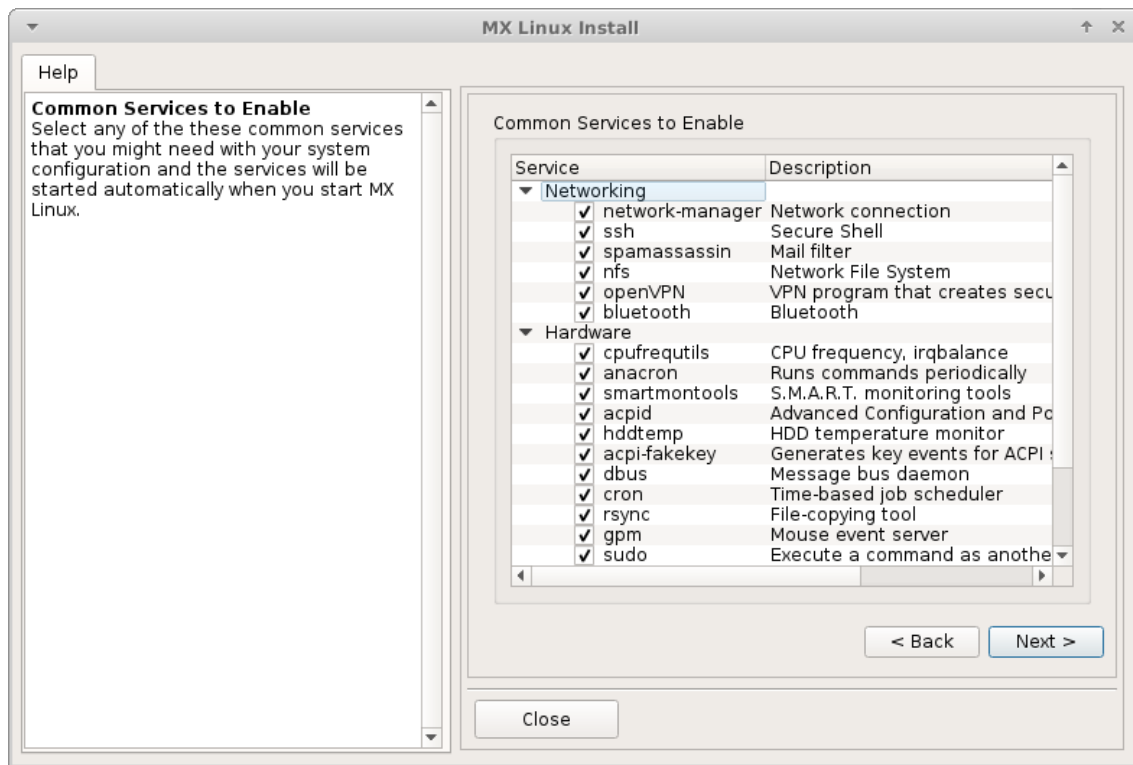 MX Linux Install
Help
Common Services to Enable
Select any of the these common services
that you might need with your system
configuration and the services will be
started automatically when you start MX
Linux.
Common Services to Enable
Service Description
Networking
network-manager Network connection
ssh Secure Shell
spamassassin Mail filter
nfs Network File System
openVPN VPN program that creates secu
bluetooth Bluetooth
Hardware
cpufrequtils CPU frequency, irqbalance
anacron Runs commands periodically
smartmontools S.M.A.R.T. monitoring tools
acpid Advanced Configuration and Po
hddtemp HDD temperature monitor
acpi-fakekey Generates key events for ACPI
dbus Message bus daemon
cron Time-based job scheduler
rsync File-copying tool
gpm Mouse event server
sudo Execute a command as anothe
< Back Next >
Close